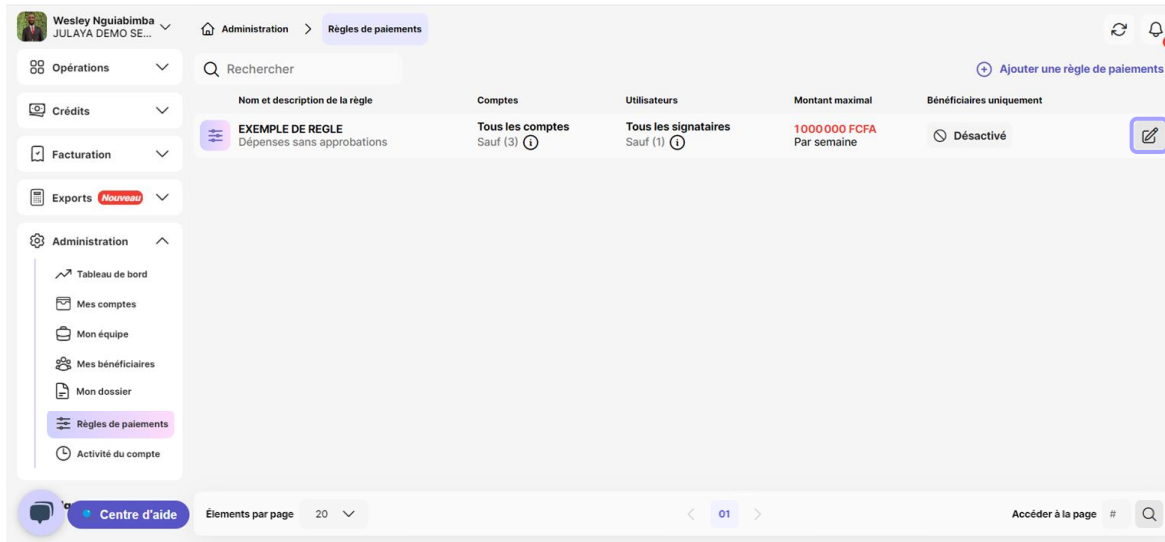 Wesley Nguiabimba
JULAYA DEMO SE...
Administration > Règles de paiements
Opérations
Crédits
Facturation
Exports Nouveau
Administration
Tableau de bord
Mes comptes
Mon équipe
Mes bénéficiaires
Mon dossier
Règles de paiements
Activité du compte
Centre d'aide
Rechercher
Ajouter une règle de paiements
Nom et description de la règle Comptes Utilisateurs Montant maximal Bénéficiaires uniquement
EXEMPLE DE REGLE Tous les comptes Tous les signataires 1 000 000 FCFA Désactivé
Dépenses sans approbations Sauf (3) Sauf (1) Par semaine
Élements par page 20 < 01 > Accéder à la page #